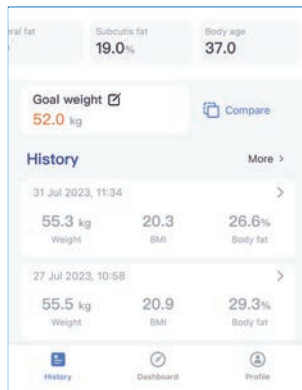 ral fat Subcutis fat Body age
19.0% 37.0
Goal weight
52.0 kg Compare
History More >
31 Jul 2023, 11:34 >
55.3 kg 20.3 26.6%
Weight BMI Body fat
27 Jul 2023, 10:58 >
55.5 kg 20.9 29.3%
Weight BMI Body fat
History Dashboard Profile